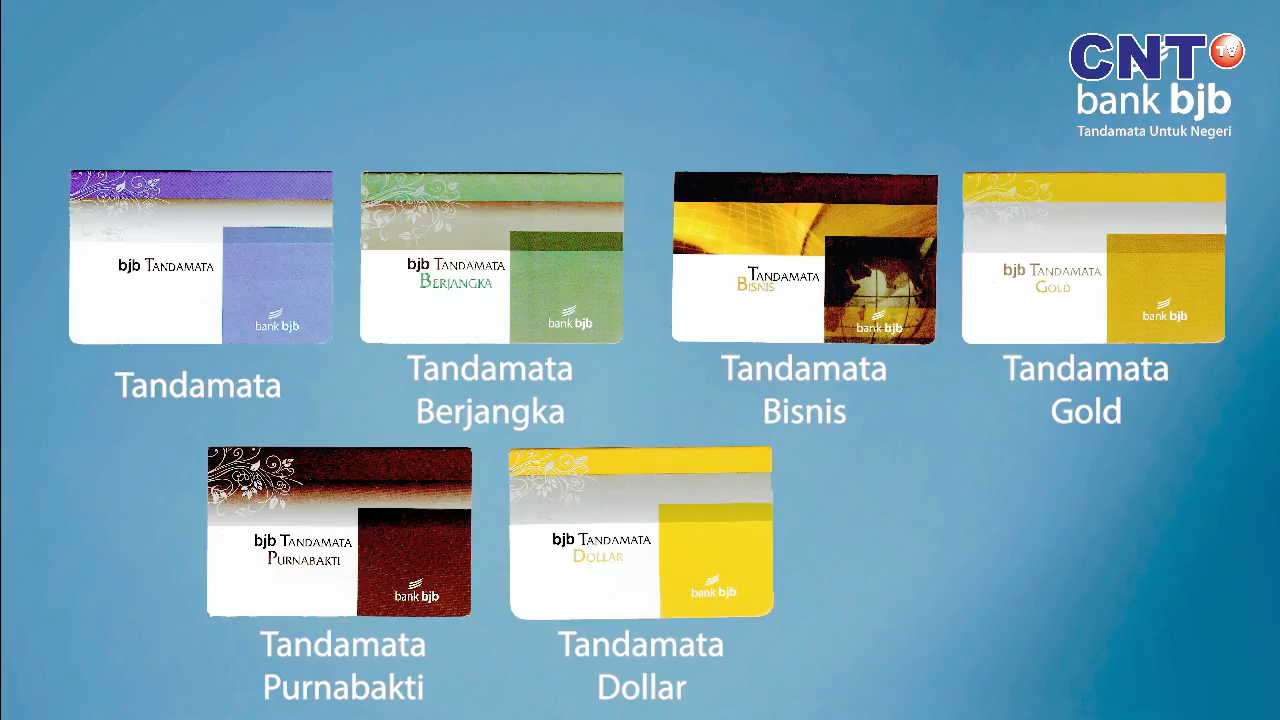 CNT TV
bank bjb
Tandamata Untuk Negeri
bjb TANDAMATA
bank bjb
bjb TANDAMATA
BERJANGKA
bank bjb
TANDAMATA
BISNIS
bank bjb
bjb TANDAMATA
GOLD
bank bjb
Tandamata
Tandamata
Berjangka
Tandamata
Bisnis
Tandamata
Gold
bjb TANDAMATA
PURNABAKTI
bank bjb
bjb TANDAMATA
DOLLAR
bank bjb
Tandamata
Purnabakti
Tandamata
Dollar